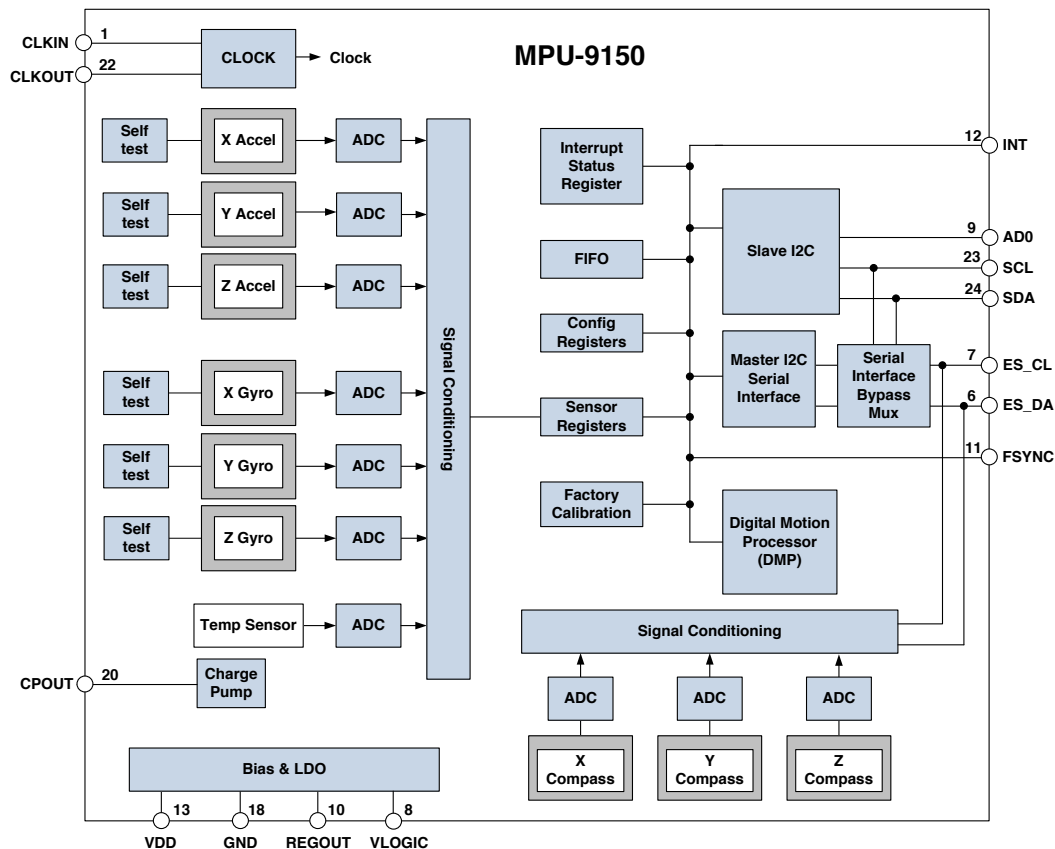 MPU-9150
CLKIN
1
CLKOUT
22
CLOCK
Clock
Self
test
X Accel
ADC
Self
test
Y Accel
ADC
Self
test
Z Accel
ADC
Self
test
X Gyro
ADC
Self
test
Y Gyro
ADC
Self
test
Z Gyro
ADC
Temp Sensor
ADC
Signal Conditioning
CPOUT
20
Charge
Pump
Bias & LDO
13
18
10
8
VDD
GND
REGOUT
VLOGIC
Interrupt
Status
Register
FIFO
Config
Registers
Sensor
Registers
Factory
Calibration
Slave I2C
Master I2C
Serial
Interface
Serial
Interface
Bypass
Mux
Digital Motion
Processor
(DMP)
12
INT
9
AD0
23
SCL
24
SDA
7
ES_CL
6
ES_DA
11
FSYNC
Signal Conditioning
ADC
ADC
ADC
X
Compass
Y
Compass
Z
Compass